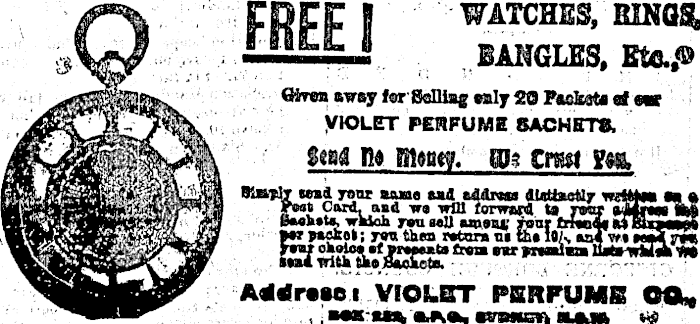 FREE !
WATCHES, RINGS,
BANGLES, Etc.,
Given away for Selling only 20 Packets of our
VIOLET PERFUME SACHETS.
Send No Money. We Trust You.
Simply send your name and address distinctly written on a
Post Card, and we will forward to your address the
Sachets, which you sell among your friends at Sixpence
per packet; you then return us the 10/-, and we send you
your choice of presents from our premium lists which we
send with the Sachets.
Address: VIOLET PERFUME CO.,
G.P.O., SYDNEY, N.S.W.